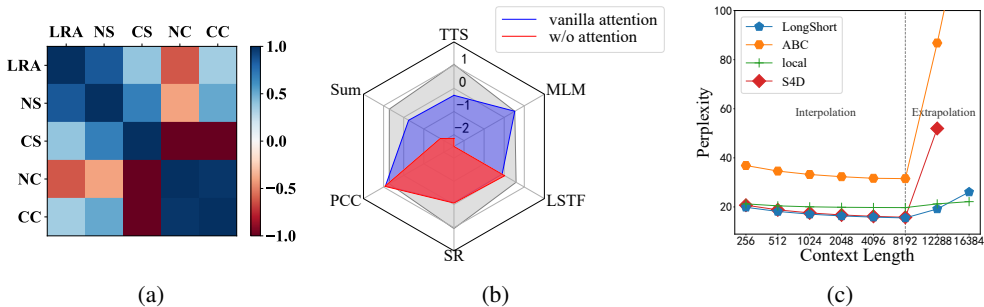 LRA NS CS NC CC
LRA
NS
CS
NC
CC
1.0
0.5
0.0
−0.5
−1.0
(a)
vanilla attention
w/o attention
TTS
MLM
LSTF
SR
PCC
Sum
1
0
-1
-2
(b)
LongShort
ABC
local
S4D
Interpolation
Extrapolation
Perplexity
100
80
60
40
20
256 512 1024 2048 4096 8192 12288 16384
Context Length
(c)